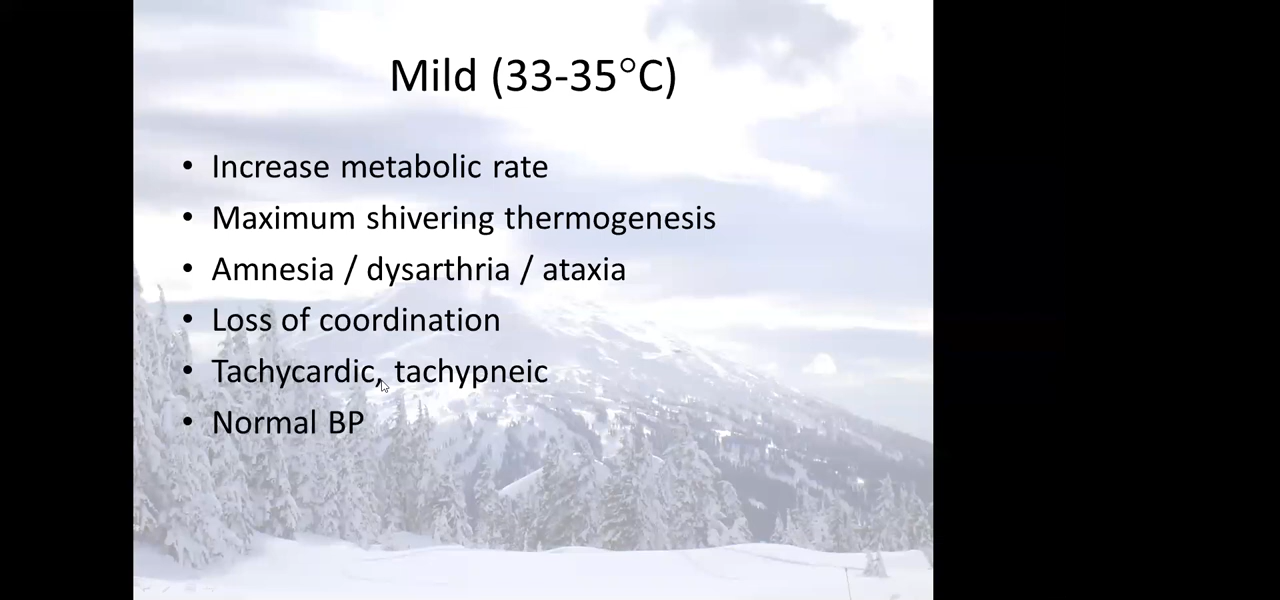 Mild (33-35°C)
• Increase metabolic rate
• Maximum shivering thermogenesis
• Amnesia / dysarthria / ataxia
• Loss of coordination
• Tachycardic, tachypneic
• Normal BP